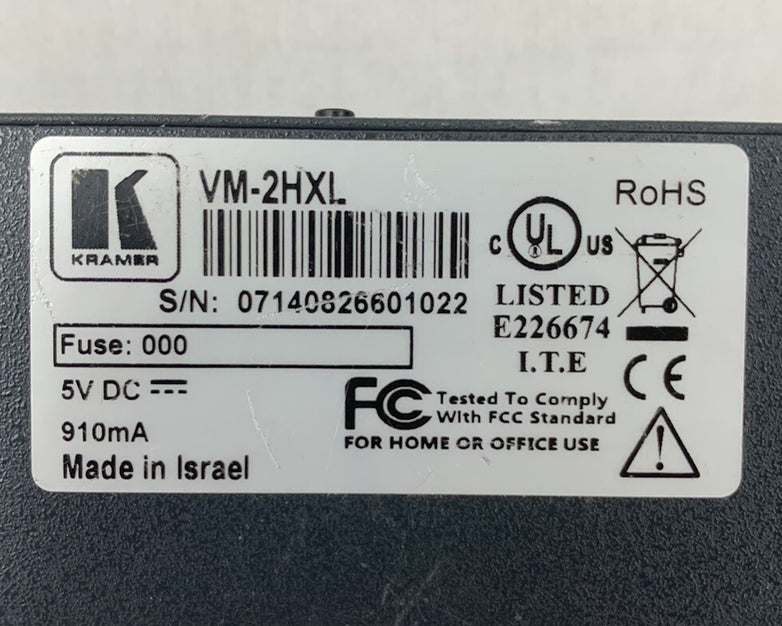 K
KRAMER
VM-2HXL
S/N: 07140826601022
Fuse: 000
5V DC
910mA
Made in Israel
C UL US
LISTED
E226674
I.T.E
FC Tested To Comply
With FCC Standard
FOR HOME OR OFFICE USE
RoHS
CE